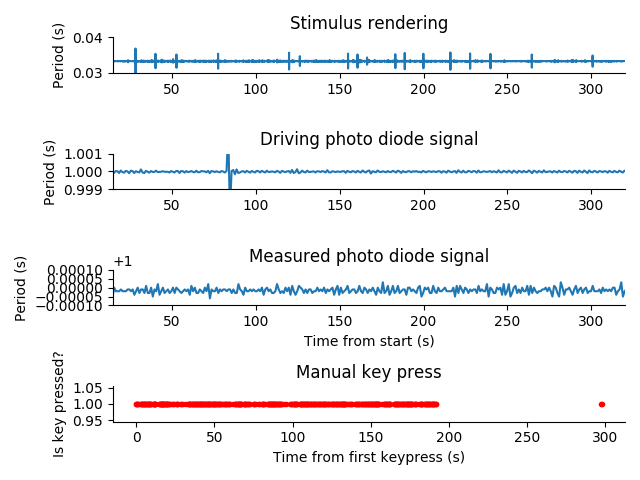 Stimulus rendering
Period (s)
0.04
0.03
50 100 150 200 250 300
Driving photo diode signal
Period (s)
1.001
1.000
0.999
50 100 150 200 250 300
Measured photo diode signal
Period (s)
+1
0.00010
0.00005
0.00000
−0.00005
−0.00010
50 100 150 200 250 300
Time from start (s)
Manual key press
Is key pressed?
1.05
1.00
0.95
0 50 100 150 200 250 300
Time from first keypress (s)